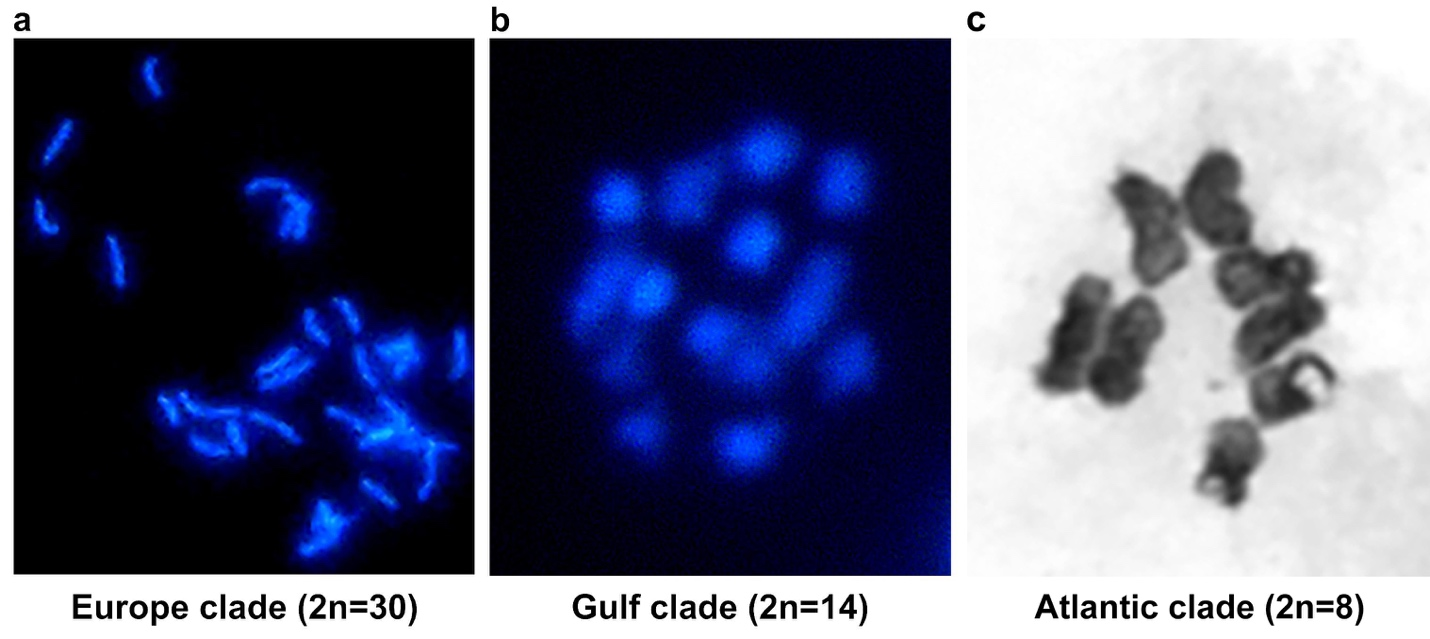 a
b
c
Europe clade (2n=30)
Gulf clade (2n=14)
Atlantic clade (2n=8)